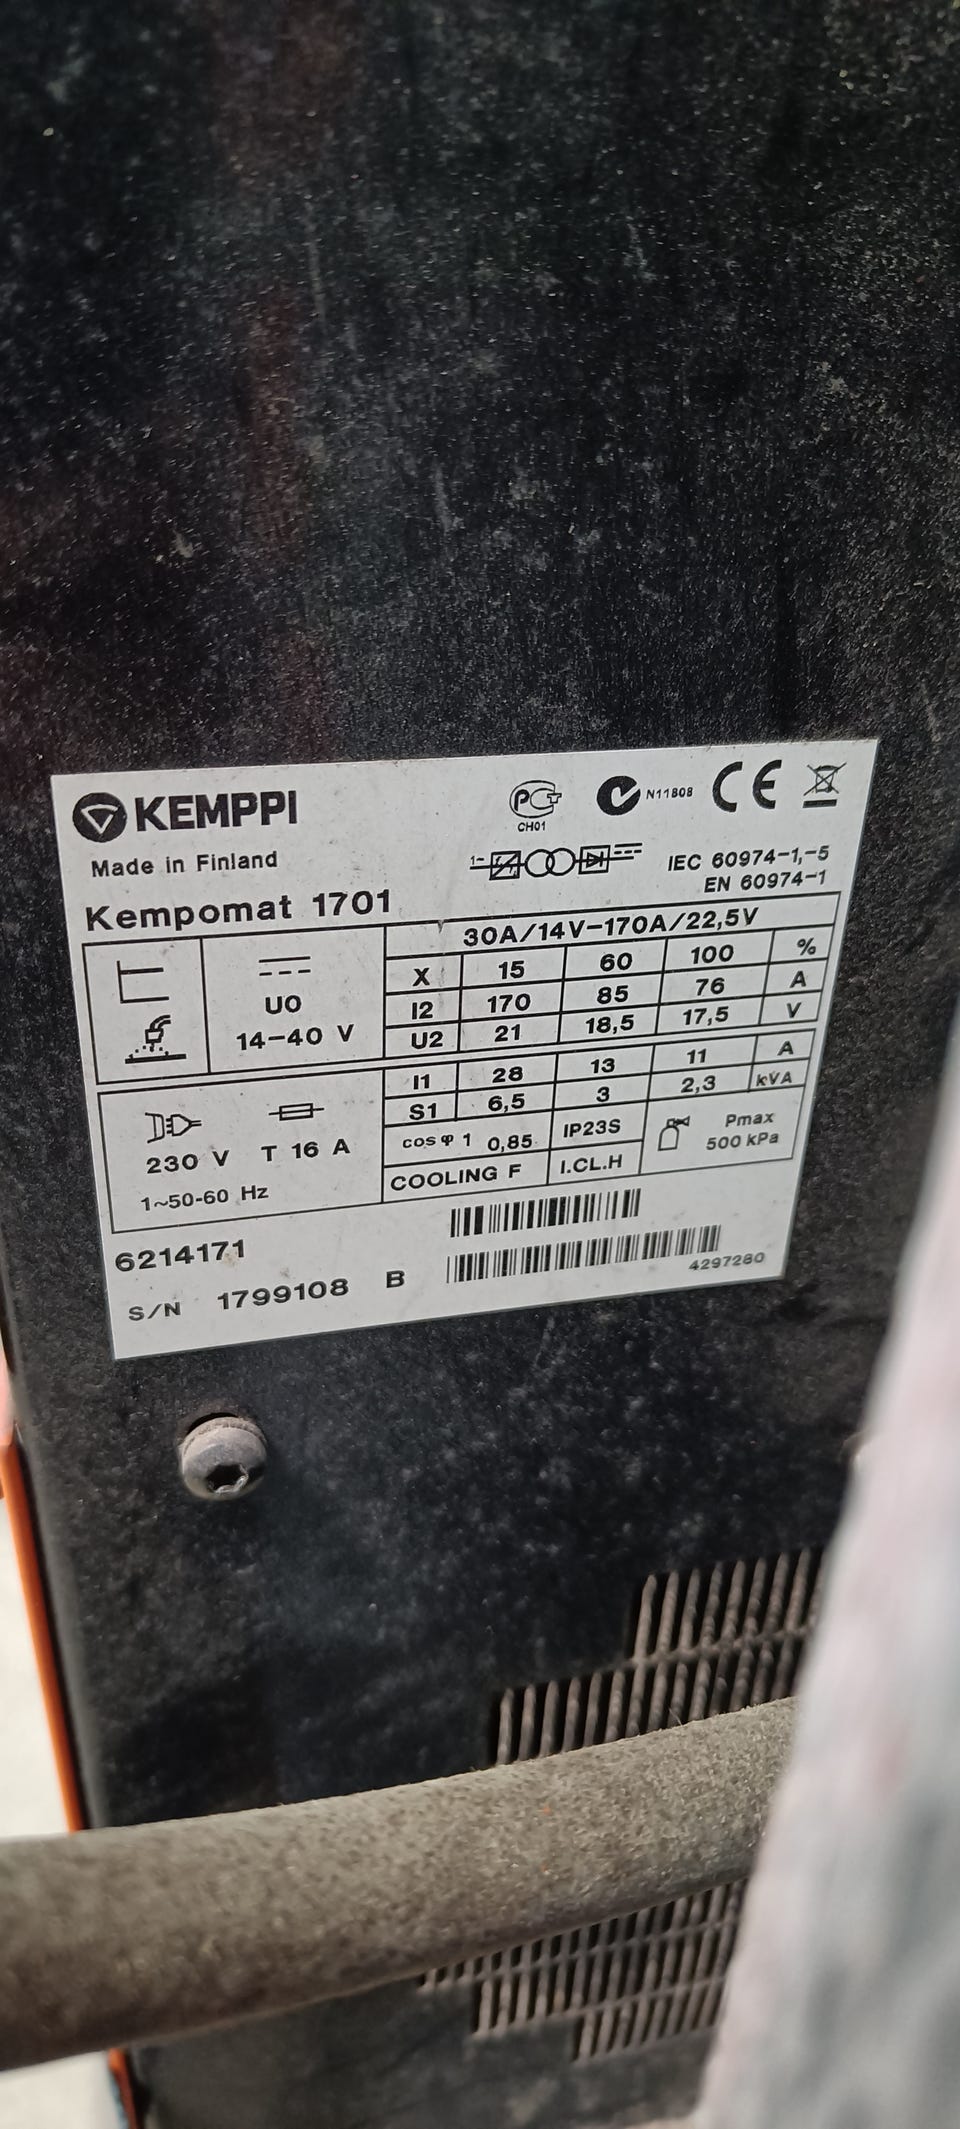 KEMPPI
PCT
CH01
N11808
CE
Made in Finland
1~
IEC 60974-1,-5
EN 60974-1
Kempomat 1701
30A/14V-170A/22,5V
X 15 60 100 %
U0
I2 170 85 76 A
14-40 V
U2 21 18,5 17,5 V
I1 28 13 11 A
S1 6,5 3 2,3 kVA
230 V T 16 A
cos φ 1 0,85 IP23S
Pmax
500 kPa
1~50-60 Hz
COOLING F I.CL.H
6214171
S/N 1799108 B
4297280